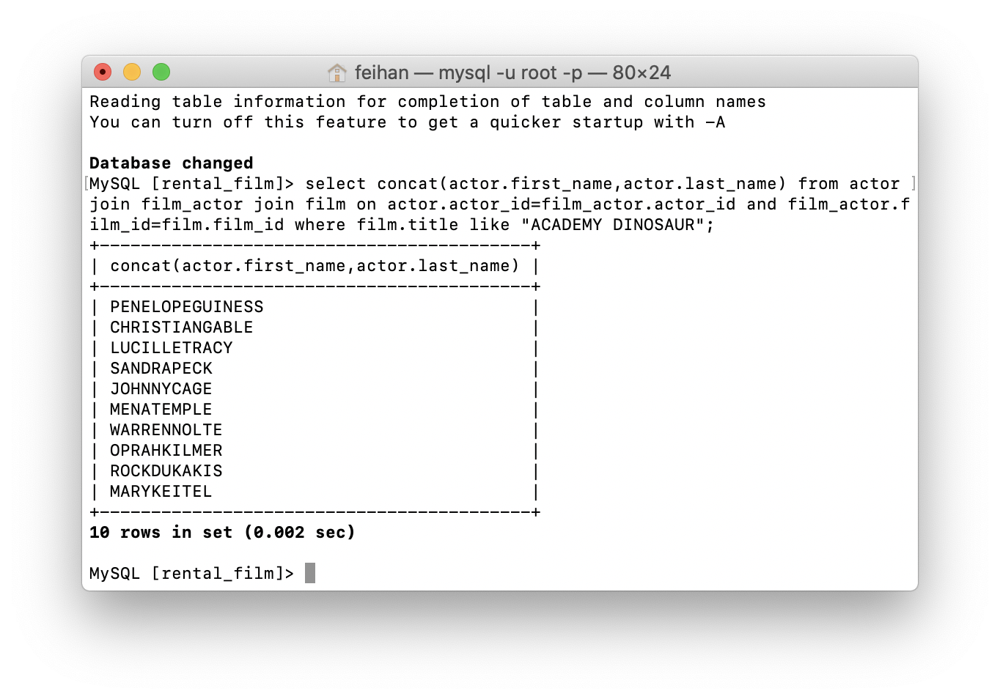 feihan — mysql -u root -p — 80×24
Reading table information for completion of table and column names
You can turn off this feature to get a quicker startup with -A
Database changed
[MySQL [rental_film]> select concat(actor.first_name,actor.last_name) from actor ]
join film_actor join film on actor.actor_id=film_actor.actor_id and film_actor.f
ilm_id=film.film_id where film.title like "ACADEMY DINOSAUR";
+------------------------------------------+
| concat(actor.first_name,actor.last_name) |
+------------------------------------------+
| PENELOPEGUINESS                          |
| CHRISTIANGABLE                           |
| LUCILLETRACY                             |
| SANDRAPECK                               |
| JOHNNYCAGE                               |
| MENATEMPLE                               |
| WARRENNOLTE                              |
| OPRAHKILMER                              |
| ROCKDUKAKIS                              |
| MARYKEITEL                               |
+------------------------------------------+
10 rows in set (0.002 sec)
MySQL [rental_film]>